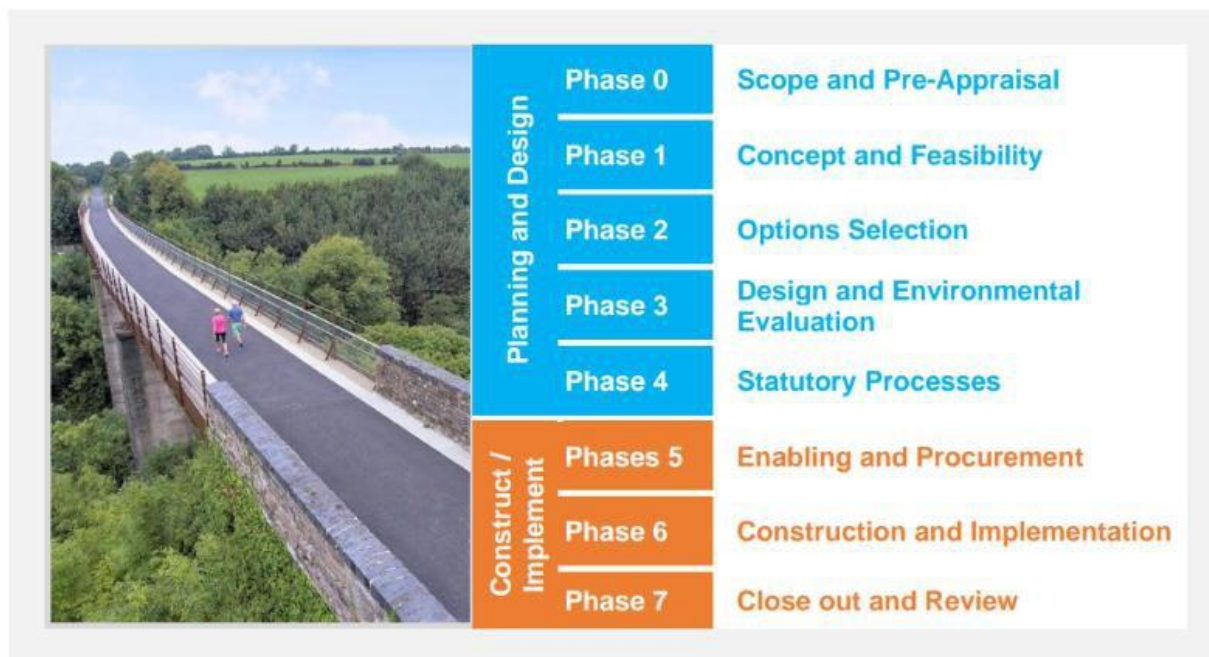 Planning and Design
Phase 0
Scope and Pre-Appraisal
Phase 1
Concept and Feasibility
Phase 2
Options Selection
Phase 3
Design and Environmental
Evaluation
Phase 4
Statutory Processes
Construct /
Implement
Phases 5
Enabling and Procurement
Phase 6
Construction and Implementation
Phase 7
Close out and Review